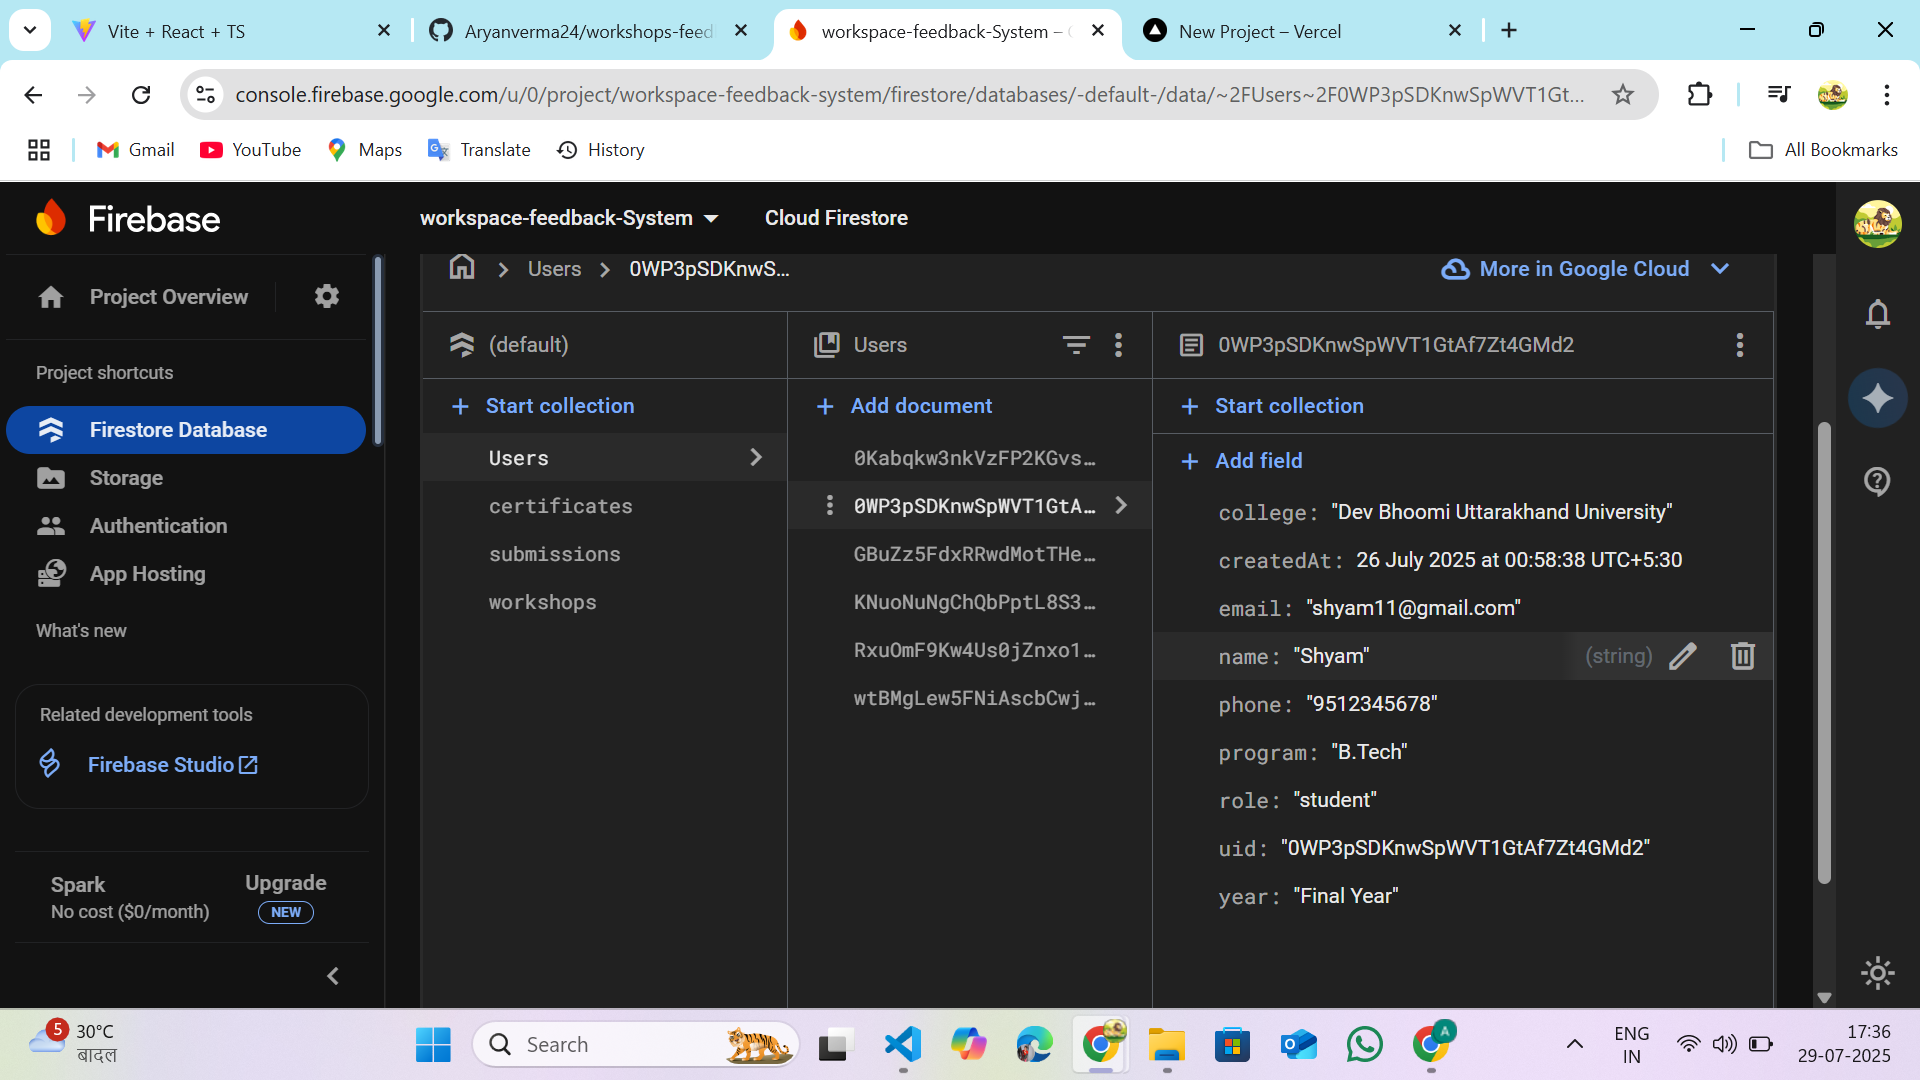 Vite + React + TS
Aryanverma24/workshops-feed
workspace-feedback-System –
New Project – Vercel
console.firebase.google.com/u/0/project/workspace-feedback-system/firestore/databases/-default-/data/~2FUsers~2F0WP3pSDKnwSpWVT1Gt...
Gmail
YouTube
Maps
Translate
History
All Bookmarks
Firebase
workspace-feedback-System
Cloud Firestore
Users
0WP3pSDKnwS...
More in Google Cloud
Project Overview
Project shortcuts
Firestore Database
Storage
Authentication
App Hosting
What's new
Related development tools
Firebase Studio
Spark
No cost ($0/month)
Upgrade
NEW
(default)
+ Start collection
Users
certificates
submissions
workshops
Users
+ Add document
0Kabqkw3nkVzFP2KGvs…
0WP3pSDKnwSpWVT1GtA…
GBuZz5FdxRRwdMotTHe…
KNuoNuNgChQbPptL8S3…
RxuOmF9Kw4Us0jZnxo1…
wtBMgLew5FNiAscbCwj…
0WP3pSDKnwSpWVT1GtAf7Zt4GMd2
+ Start collection
+ Add field
college: "Dev Bhoomi Uttarakhand University"
createdAt: 26 July 2025 at 00:58:38 UTC+5:30
email: "shyam11@gmail.com"
name: "Shyam" (string)
phone: "9512345678"
program: "B.Tech"
role: "student"
uid: "0WP3pSDKnwSpWVT1GtAf7Zt4GMd2"
year: "Final Year"
5
30°C
बादल
Search
A
ENG
IN
17:36
29-07-2025